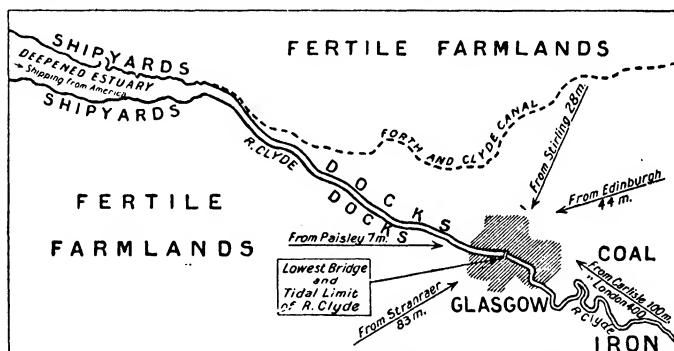 SHIPYARDS
DEEPENED ESTUARY
Shipping from America
SHIPYARDS
FERTILE FARMLANDS
FORTH AND CLYDE CANAL
From Stirling 28m.
R. CLYDE
DOCKS
DOCKS
FERTILE
FARMLANDS
From Edinburgh
44 m.
From Paisley 7m.
Lowest Bridge
and
Tidal Limit
of R. Clyde
From Stranraer
83 m.
GLASGOW
COAL
From Carlisle 100m.
" London 400
R Clyde
IRON